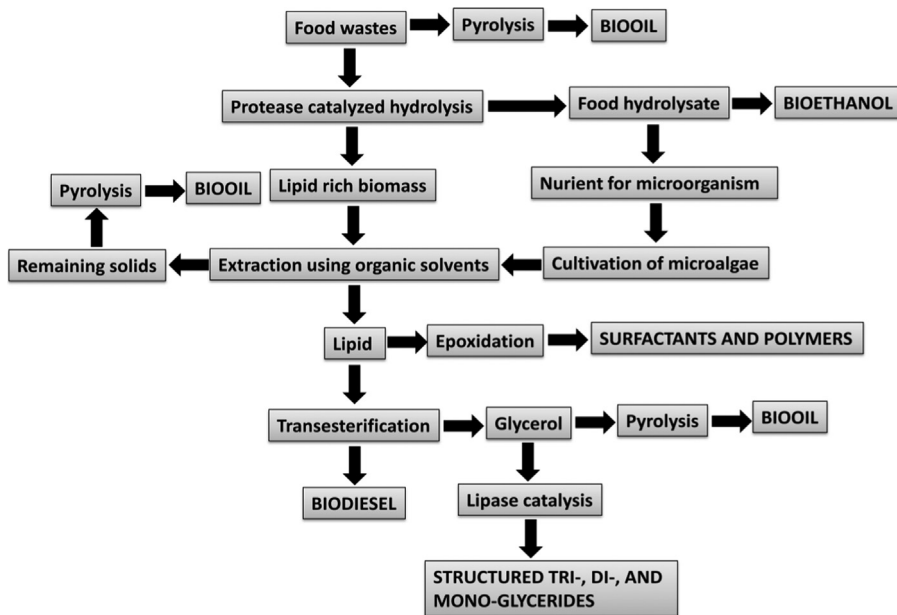 Food wastes
Pyrolysis
BIOOIL
Protease catalyzed hydrolysis
Food hydrolysate
BIOETHANOL
Pyrolysis
BIOOIL
Lipid rich biomass
Nurient for microorganism
Remaining solids
Extraction using organic solvents
Cultivation of microalgae
Lipid
Epoxidation
SURFACTANTS AND POLYMERS
Transesterification
Glycerol
Pyrolysis
BIOOIL
BIODIESEL
Lipase catalysis
STRUCTURED TRI-, DI-, AND
MONO-GLYCERIDES